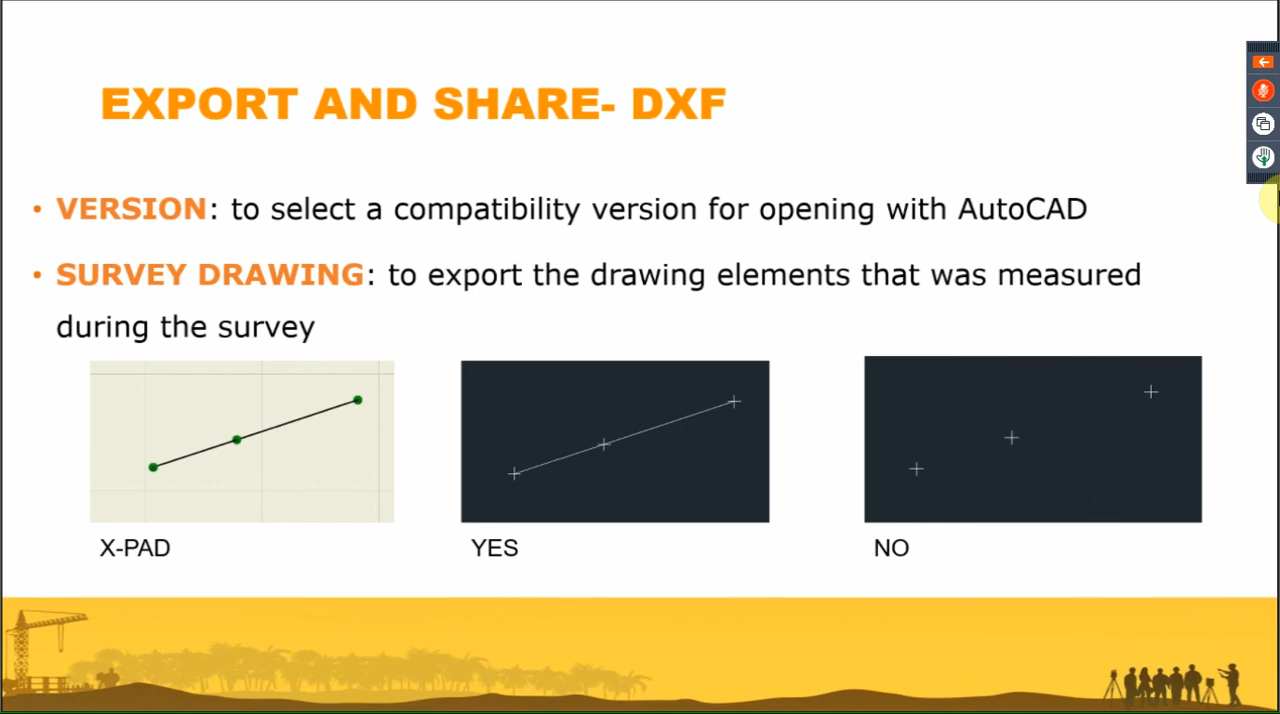 EXPORT AND SHARE- DXF
• VERSION: to select a compatibility version for opening with AutoCAD
• SURVEY DRAWING: to export the drawing elements that was measured
during the survey
X-PAD
YES
NO